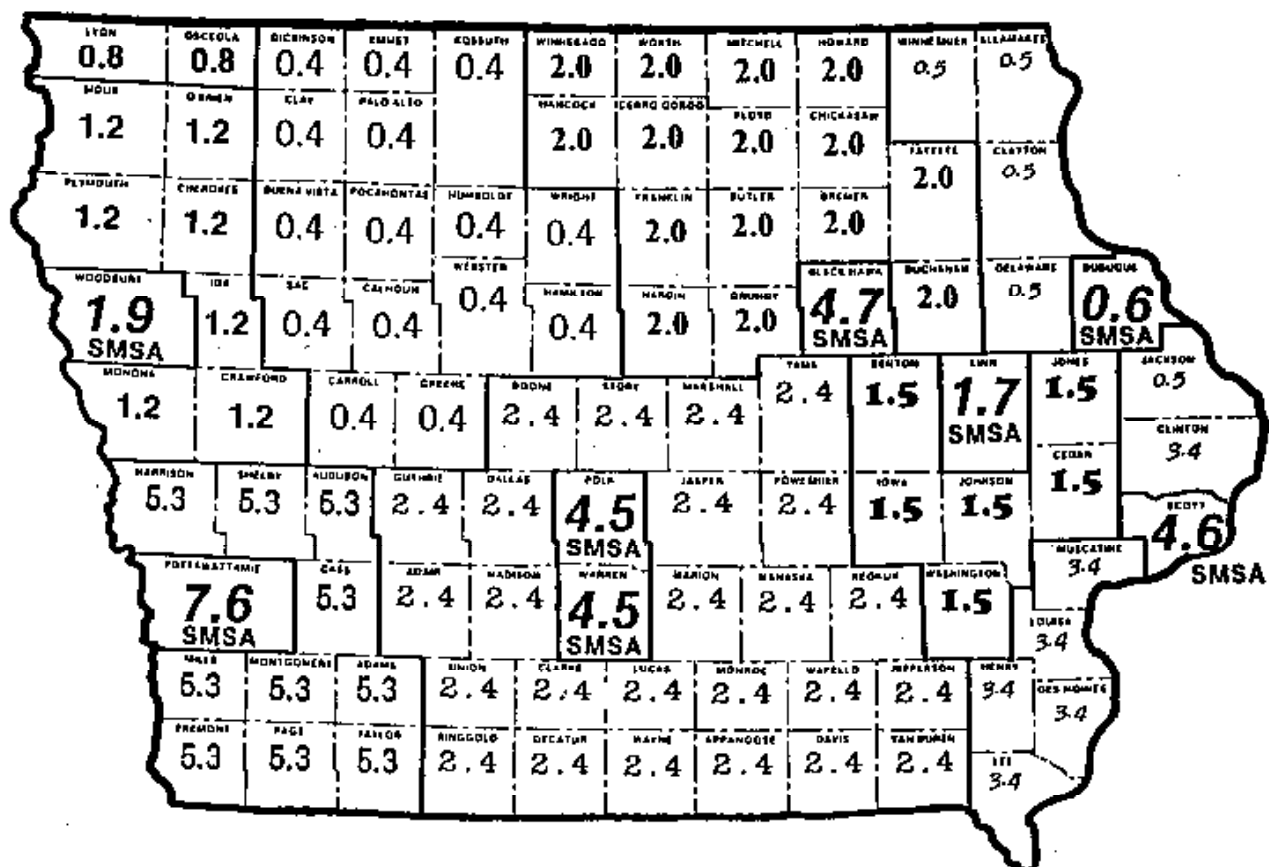 LYON OSCEOLA DICKINSON EMMET KOSSUTH WINNEBAGO WORTH MITCHELL HOWARD WINNESHIEK ALLAMAKEE
0.8 0.8 0.4 0.4 0.4 2.0 2.0 2.0 2.0 0.5 0.5
SIOUX O'BRIEN CLAY PALO ALTO HANCOCK CERRO GORDO FLOYD CHICKASAW
1.2 1.2 0.4 0.4 2.0 2.0 2.0 2.0
FAYETTE CLAYTON
2.0 0.5
PLYMOUTH CHEROKEE BUENA VISTA POCAHONTAS HUMBOLDT WRIGHT FRANKLIN BUTLER BREMER
1.2 1.2 0.4 0.4 0.4 0.4 2.0 2.0 2.0
WOODBURY IDA SAC CALHOUN WEBSTER HAMILTON HARDIN GRUNDY BLACK HAWK BUCHANAN DELAWARE DUBUQUE
1.9 1.2 0.4 0.4 0.4 0.4 2.0 2.0 4.7 2.0 0.5 0.6
SMSA SMSA SMSA
MONONA CRAWFORD CARROLL GREENE BOONE STORY MARSHALL TAMA BENTON LINN JONES JACKSON
1.2 1.2 0.4 0.4 2.4 2.4 2.4 2.4 1.5 1.7 1.5 0.5
SMSA
CLINTON
3.4
HARRISON SHELBY AUDUBON GUTHRIE DALLAS POLK JASPER POWESHIEK IOWA JOHNSON CEDAR SCOTT
5.3 5.3 5.3 2.4 2.4 4.5 2.4 2.4 1.5 1.5 1.5 4.6
SMSA SMSA
POTTAWATTAMIE CASS ADAIR MADISON WARREN MARION MAHASKA KEOKUK WASHINGTON MUSCATINE
7.6 5.3 2.4 2.4 4.5 2.4 2.4 2.4 1.5 3.4
SMSA SMSA
LOUISA
3.4
MILLS MONTGOMERY ADAMS UNION CLARKE LUCAS MONROE WAPELLO JEFFERSON HENRY DES MOINES
5.3 5.3 5.3 2.4 2.4 2.4 2.4 2.4 2.4 3.4 3.4
FREMONT PAGE TAYLOR RINGGOLD DECATUR WAYNE APPANOOSE DAVIS VAN BUREN LEE
5.3 5.3 5.3 2.4 2.4 2.4 2.4 2.4 2.4 3.4